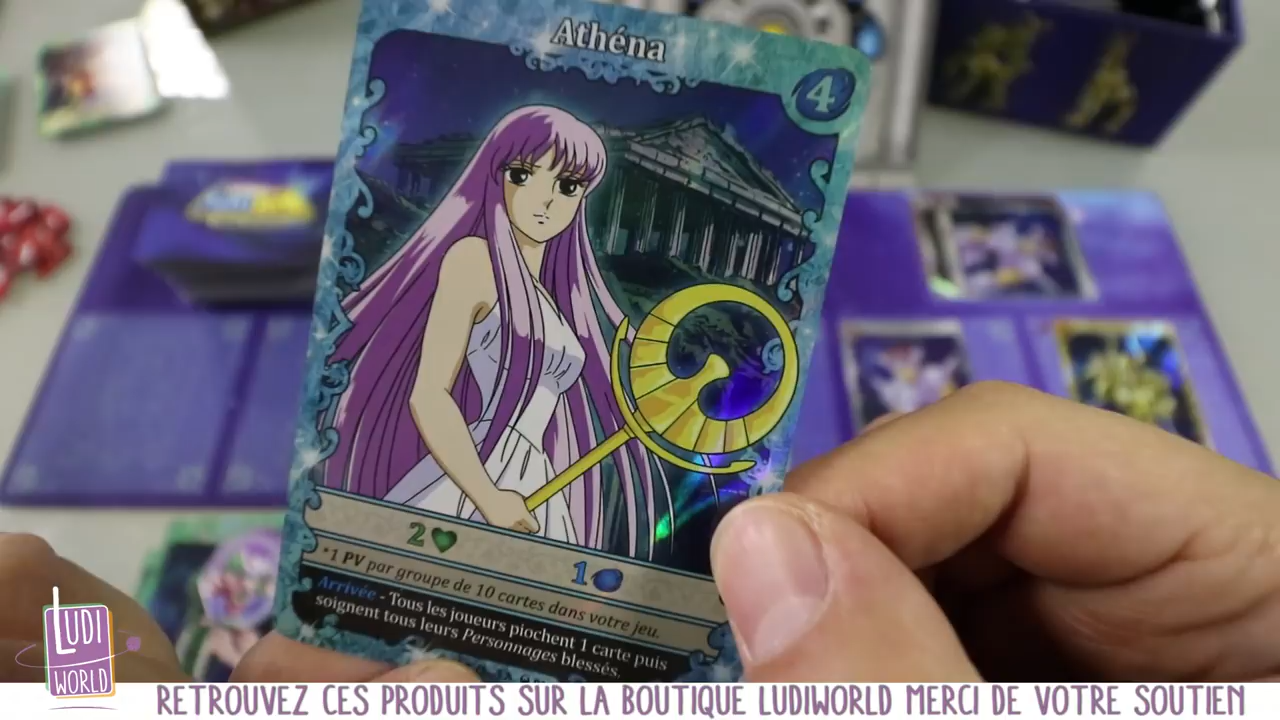 Athéna
4
2
1
*1 PV par groupe de 10 cartes dans votre jeu.
Arrivée - Tous les joueurs piochent 1 carte puis
soignent tous leurs Personnages blessés.
LUDI
WORLD
RETROUVEZ CES PRODUITS SUR LA BOUTIQUE LUDIWORLD MERCI DE VOTRE SOUTIEN